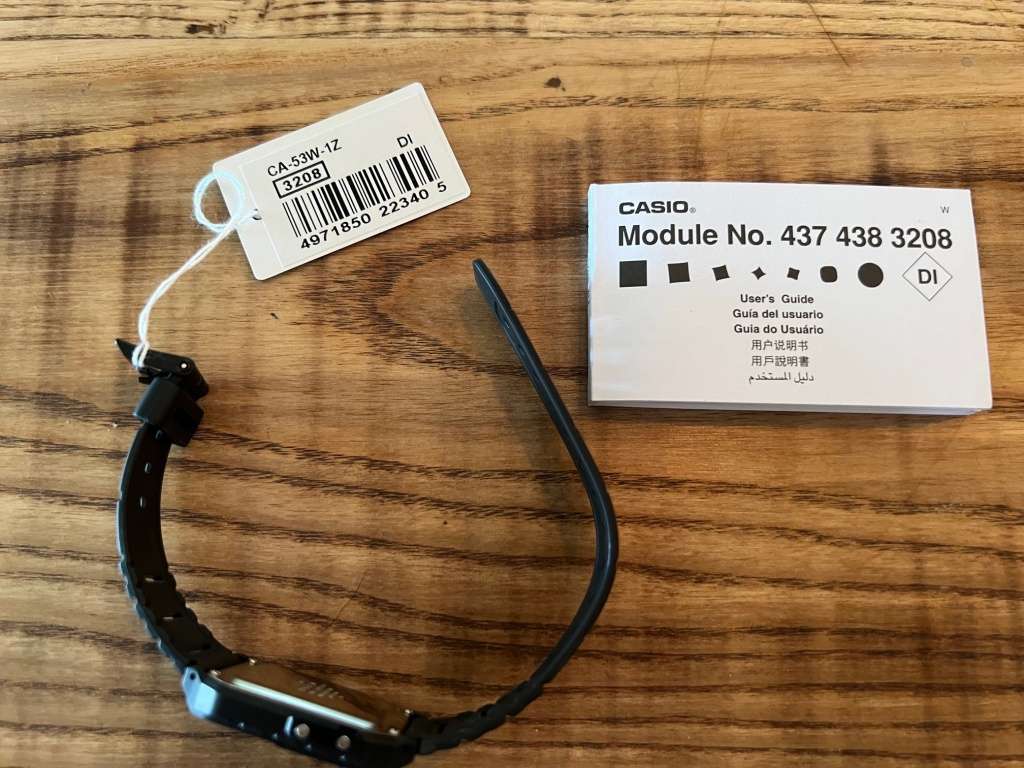 CA-53W-1Z
3208
DI
4971850 22340 5
CASIO®
W
Module No. 437 438 3208
DI
User's Guide
Guía del usuario
Guia do Usuário
用户说明书
用戶說明書
دليل المستخدم